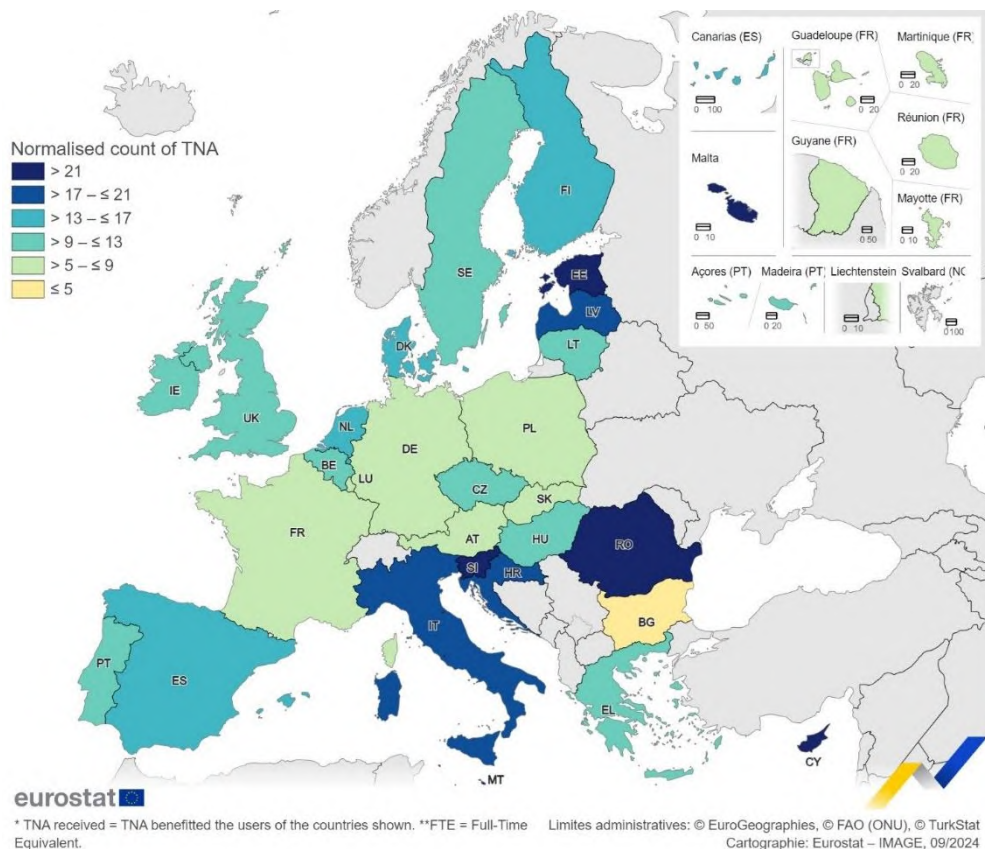 Normalised count of TNA
> 21
> 17 – ≤ 21
> 13 – ≤ 17
> 9 – ≤ 13
> 5 – ≤ 9
≤ 5
Canarias (ES)
0 100
Guadeloupe (FR)
0 20
Martinique (FR)
0 20
Malta
0 10
Guyane (FR)
0 50
Réunion (FR)
0 20
Mayotte (FR)
0 10
Açores (PT)
0 50
Madeira (PT)
0 20
Liechtenstein
0 10
Svalbard (NO
0 100
FI
SE
EE
LV
LT
DK
IE
UK
NL
BE
LU
DE
PL
CZ
SK
FR
AT
HU
RO
SI
HR
IT
BG
PT
ES
EL
MT
CY
eurostat
* TNA received = TNA benefitted the users of the countries shown. **FTE = Full-Time
Equivalent.
Limites administratives: © EuroGeographies, © FAO (ONU), © TurkStat
Cartographie: Eurostat – IMAGE, 09/2024